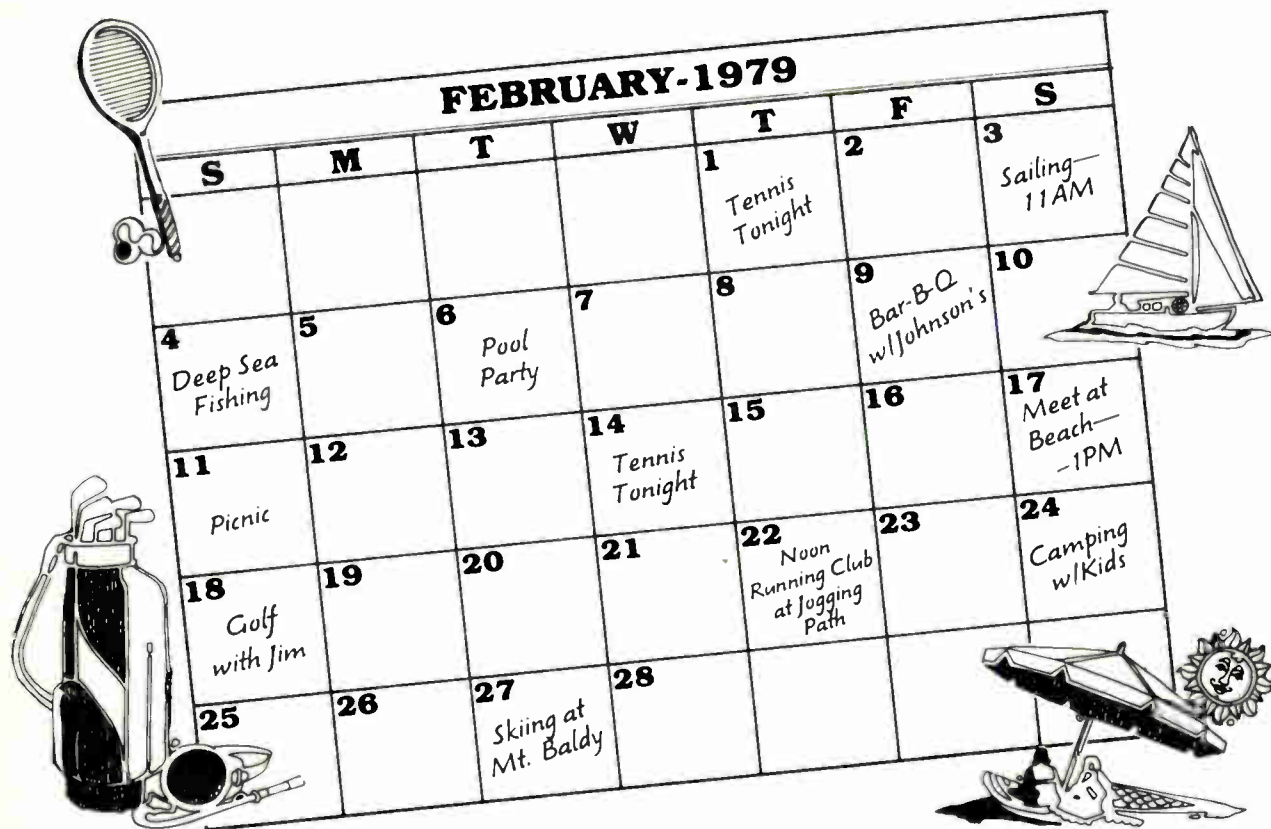 FEBRUARY-1979
S M T W T F S
1 2 3
Tennis
Tonight
Sailing—
11AM
4 5 6 7 8 9 10
Deep Sea
Fishing
Pool
Party
Bar-B-Q
w/Johnson's
11 12 13 14 15 16 17
Picnic
Tennis
Tonight
Meet at
Beach—
-1PM
18 19 20 21 22 23 24
Golf
with Jim
Noon
Running Club
at Jogging
Path
Camping
w/Kids
25 26 27 28
Skiing at
Mt. Baldy